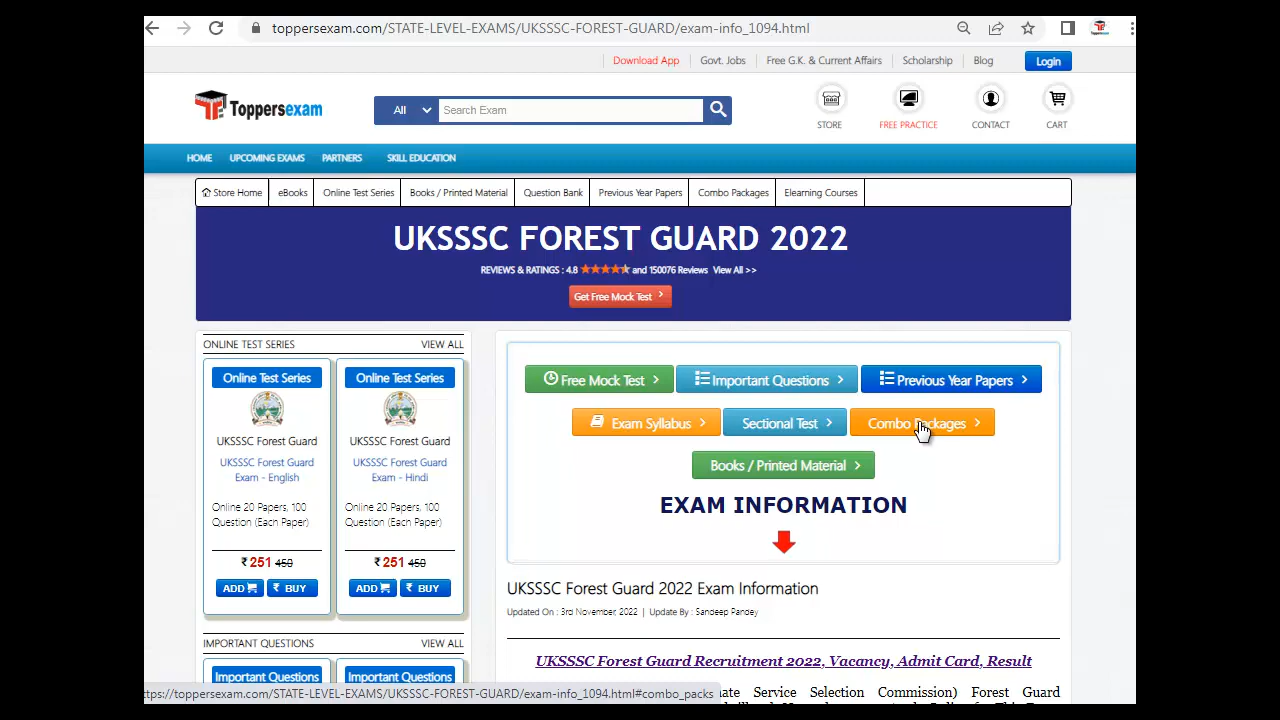 toppersexam.com/STATE-LEVEL-EXAMS/UKSSSC-FOREST-GUARD/exam-info_1094.html
Download App Govt. Jobs Free G.K. & Current Affairs Scholarship Blog Login
Toppersexam
All Search Exam
STORE FREE PRACTICE CONTACT CART
HOME UPCOMING EXAMS PARTNERS SKILL EDUCATION
Store Home eBooks Online Test Series Books / Printed Material Question Bank Previous Year Papers Combo Packages Elearning Courses
UKSSSC FOREST GUARD 2022
REVIEWS & RATINGS : 4.8 and 150076 Reviews View All >>
Get Free Mock Test
ONLINE TEST SERIES VIEW ALL
Online Test Series
UKSSSC Forest Guard
UKSSSC Forest Guard
Exam - English
Online 20 Papers, 100
Question (Each Paper)
₹ 251 450
ADD ₹ BUY
Online Test Series
UKSSSC Forest Guard
UKSSSC Forest Guard
Exam - Hindi
Online 20 Papers, 100
Question (Each Paper)
₹ 251 450
ADD ₹ BUY
IMPORTANT QUESTIONS VIEW ALL
Important Questions Important Questions
Free Mock Test Important Questions Previous Year Papers
Exam Syllabus Sectional Test Combo Packages
Books / Printed Material
EXAM INFORMATION
UKSSSC Forest Guard 2022 Exam Information
Updated On : 3rd November, 2022 | Update By : Sandeep Pandey
UKSSSC Forest Guard Recruitment 2022, Vacancy, Admit Card, Result
Service Selection Commission) Forest Guard
ttps://toppersexam.com/STATE-LEVEL-EXAMS/UKSSSC-FOREST-GUARD/exam-info_1094.html#combo_packs